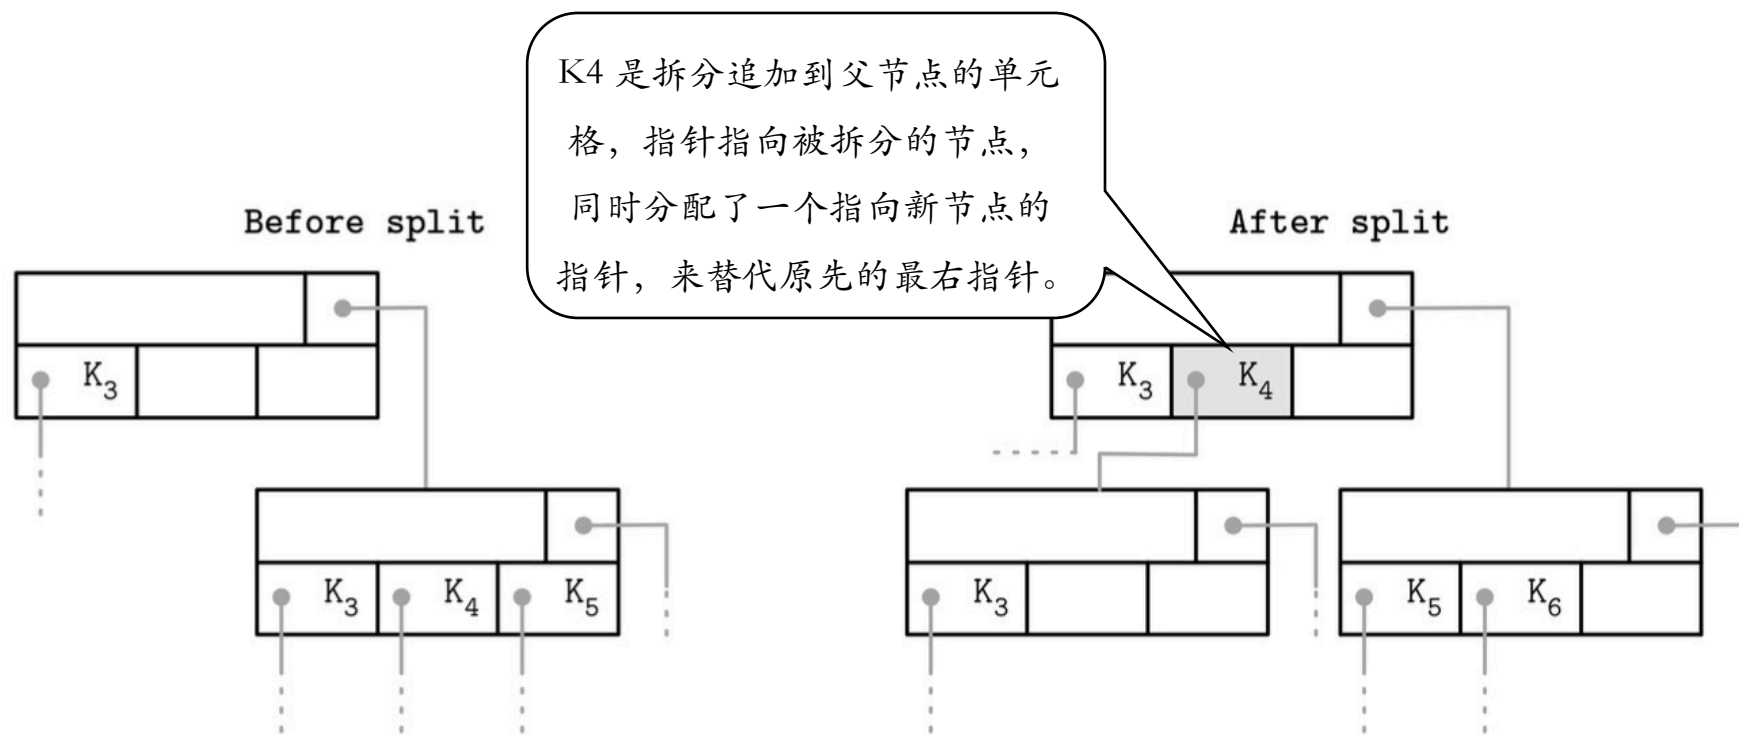 K4 是拆分追加到父节点的单元
格，指针指向被拆分的节点，
同时分配了一个指向新节点的
指针，来替代原先的最右指针。
Before split
After split
K3
K3 K4
K3 K4 K5
K3
K5 K6